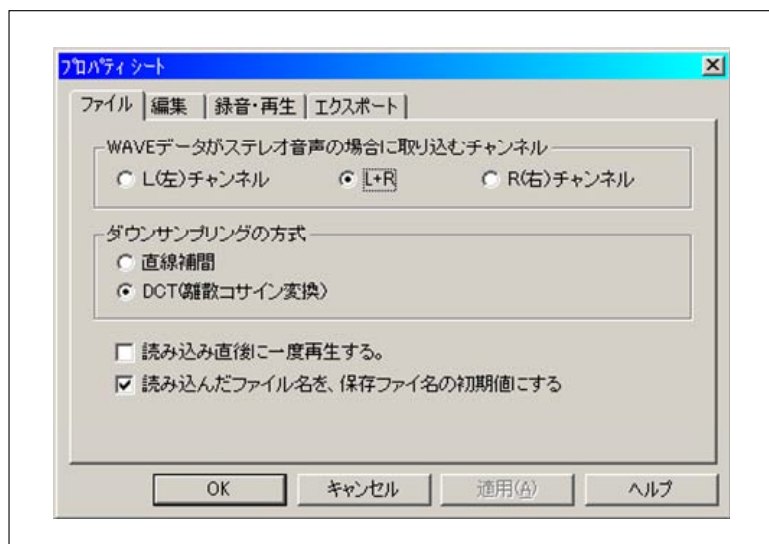 プロパティ シート
ファイル 編集 録音・再生 エクスポート
WAVEデータがステレオ音声の場合に取り込むチャンネル
L(左)チャンネル L+R R(右)チャンネル
ダウンサンプリングの方式
直線補間
DCT(離散コサイン変換)
読み込み直後に一度再生する。
読み込んだファイル名を、保存ファイ名の初期値にする
OK キャンセル 適用(A) ヘルプ